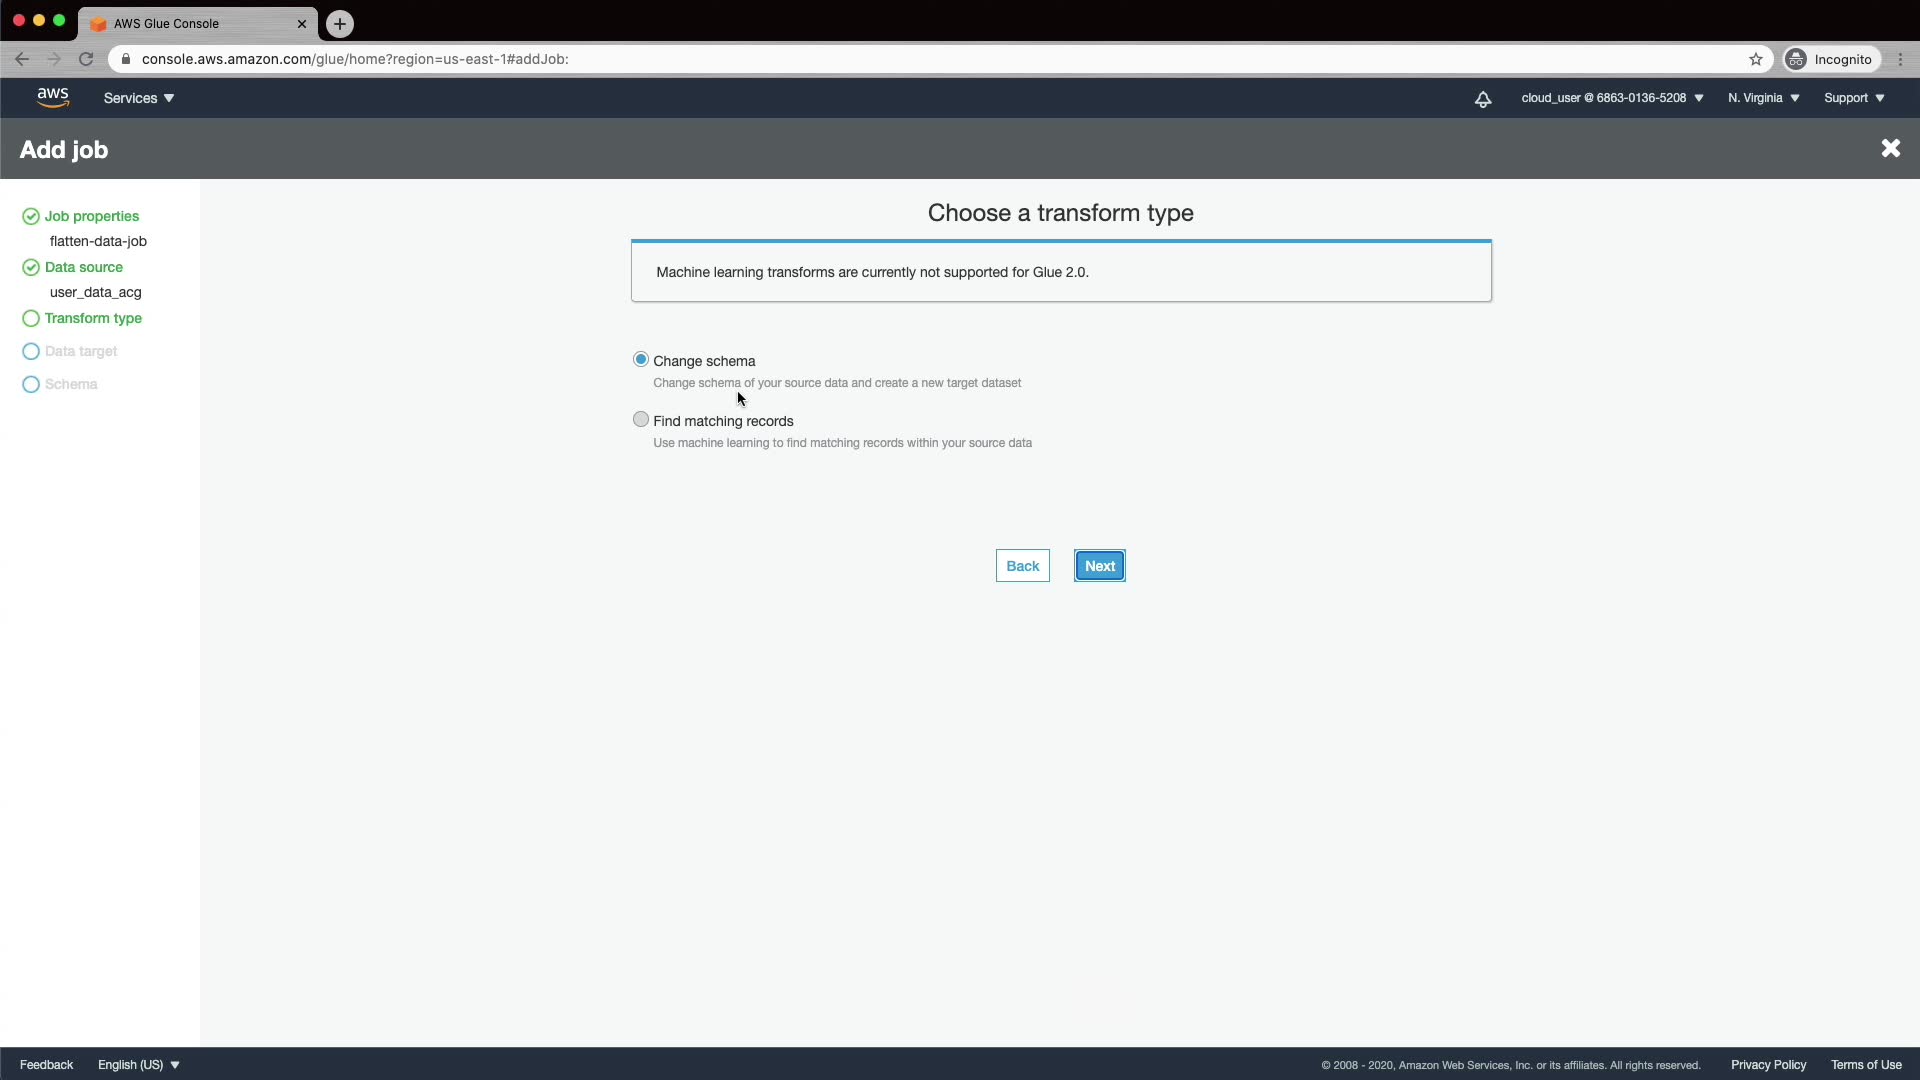 AWS Glue Console
console.aws.amazon.com/glue/home?region=us-east-1#addJob:
Incognito
aws
Services
cloud_user @ 6863-0136-5208
N. Virginia
Support
Add job
Job properties
flatten-data-job
Data source
user_data_acg
Transform type
Data target
Schema
Choose a transform type
Machine learning transforms are currently not supported for Glue 2.0.
Change schema
Change schema of your source data and create a new target dataset
Find matching records
Use machine learning to find matching records within your source data
Back
Next
Feedback
English (US)
© 2008 - 2020, Amazon Web Services, Inc. or its affiliates. All rights reserved.
Privacy Policy
Terms of Use